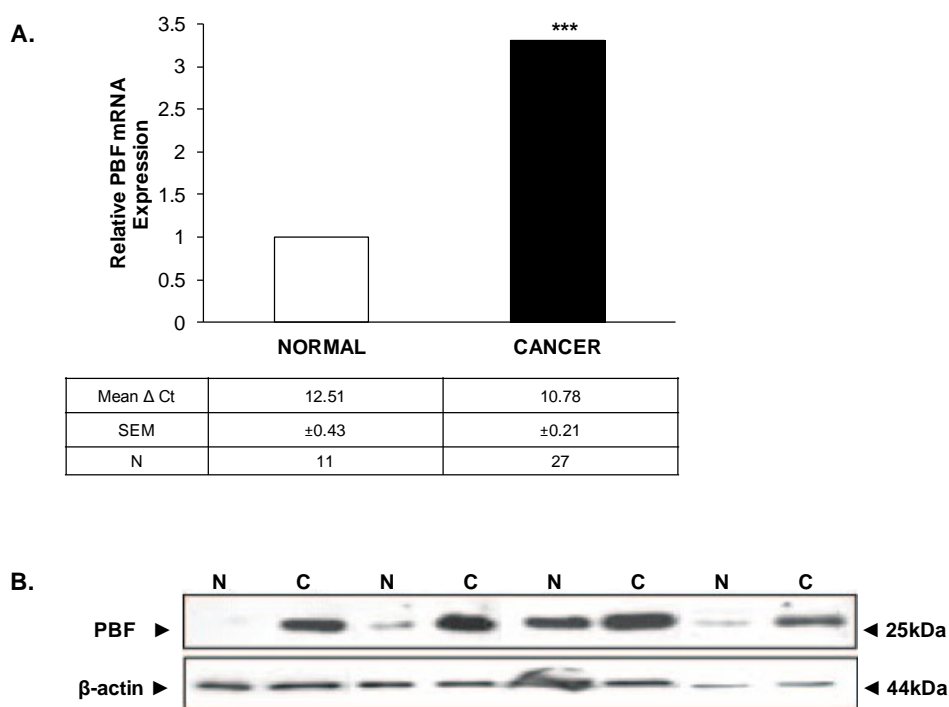 A.
Relative PBF mRNA
Expression
3.5
3
2.5
2
1.5
1
0.5
0
***
NORMAL CANCER
Mean Δ Ct 12.51 10.78
SEM ±0.43 ±0.21
N 11 27
B.
N C N C N C N C
PBF ► ◄ 25kDa
β-actin ► ◄ 44kDa